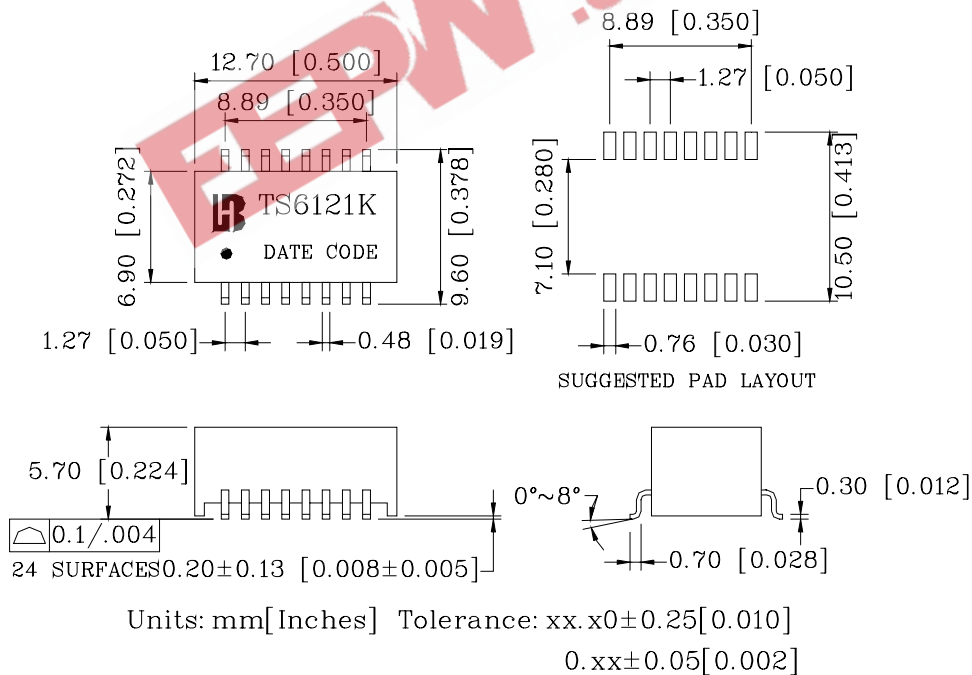 8.89 [0.350]
12.70 [0.500]
1.27 [0.050]
8.89 [0.350]
EEPW.
6.90 [0.272]
TS6121K
DATE CODE
9.60 [0.378]
7.10 [0.280]
10.50 [0.413]
1.27 [0.050]
0.48 [0.019]
0.76 [0.030]
SUGGESTED PAD LAYOUT
5.70 [0.224]
0°~8°
0.30 [0.012]
0.1/.004
24 SURFACES
0.20±0.13 [0.008±0.005]
0.70 [0.028]
Units: mm[Inches] Tolerance: xx.x0±0.25[0.010]
0.xx±0.05[0.002]